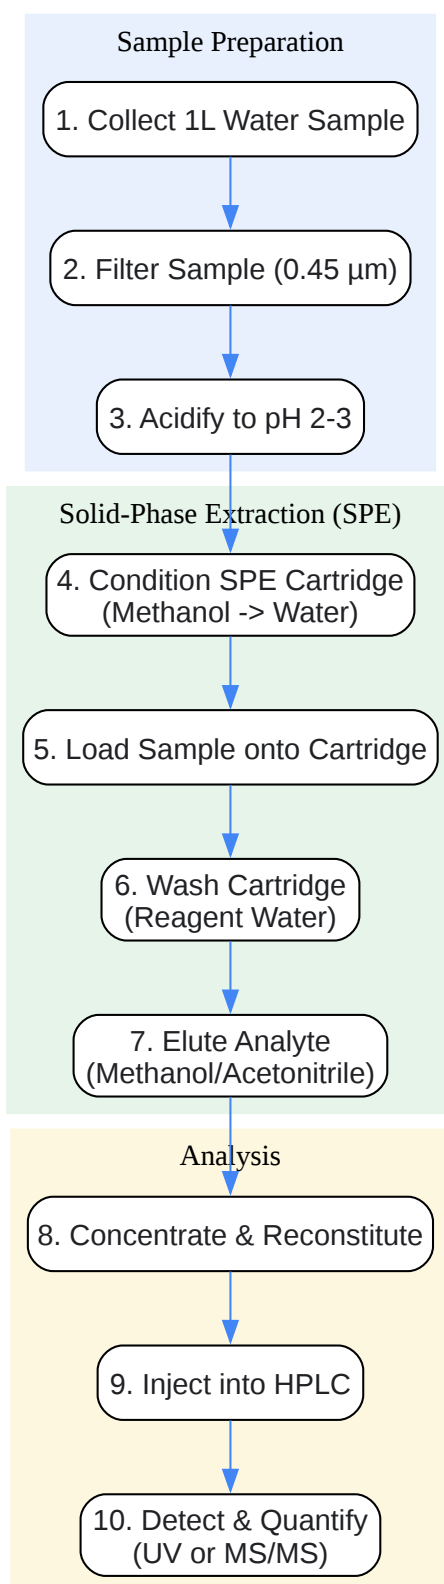 Sample Preparation
1. Collect 1L Water Sample
2. Filter Sample (0.45 µm)
3. Acidify to pH 2-3
Solid-Phase Extraction (SPE)
4. Condition SPE Cartridge
(Methanol -> Water)
5. Load Sample onto Cartridge
6. Wash Cartridge
(Reagent Water)
7. Elute Analyte
(Methanol/Acetonitrile)
Analysis
8. Concentrate & Reconstitute
9. Inject into HPLC
10. Detect & Quantify
(UV or MS/MS)